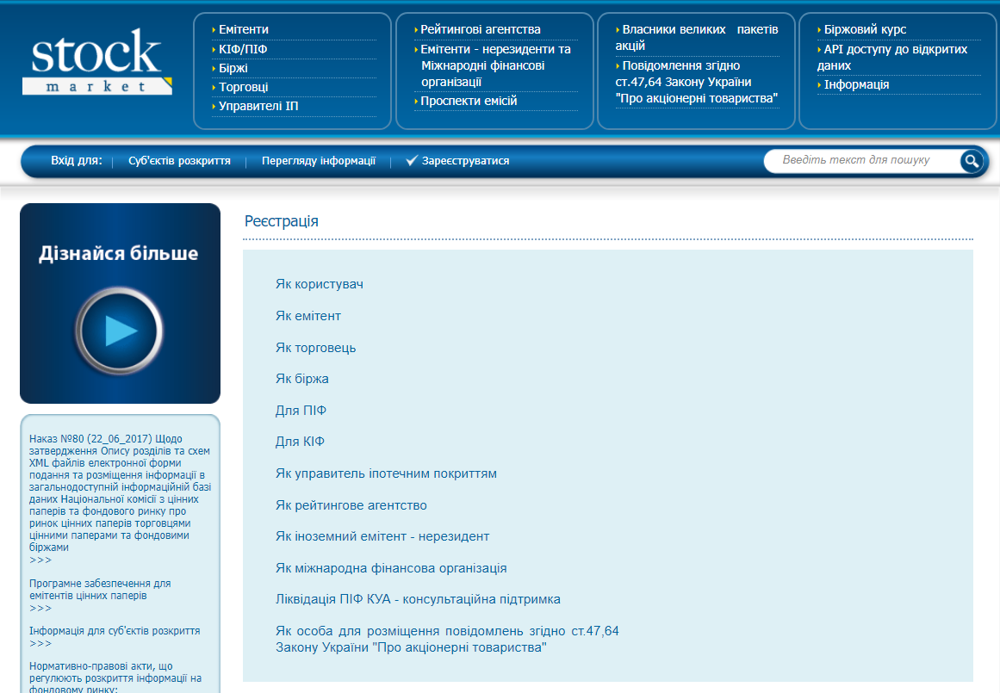 stock
market
Емітенти
КІФ/ПІФ
Біржі
Торговці
Управителі ІП
Рейтингові агентства
Емітенти - нерезиденти та
Міжнародні фінансові
організації
Проспекти емісій
Власники великих пакетів
акцій
Повідомлення згідно
ст.47,64 Закону України
"Про акціонерні товариства"
Біржовий курс
АРІ доступу до відкритих
даних
Інформація
Вхід для:
Суб'єктів розкриття
Перегляду інформації
Зареєструватися
Введіть текст для пошуку
Дізнайся більше
Наказ №80 (22_06_2017) Щодо
затвердження Опису розділів та схем
XML файлів електронної форми
подання та розміщення інформації в
загальнодоступній інформаційній базі
даних Національної комісії з цінних
паперів та фондового ринку про
ринок цінних паперів торговцями
цінними паперами та фондовими
біржами
>>>
Програмне забезпечення для
емітентів цінних паперів
>>>
Інформація для суб'єктів розкриття
>>>
Нормативно-правові акти, що
регулюють розкриття інформації на
фондовому ринку:
Реєстрація
Як користувач
Як емітент
Як торговець
Як біржа
Для ПІФ
Для КІФ
Як управитель іпотечним покриттям
Як рейтингове агентство
Як іноземний емітент - нерезидент
Як міжнародна фінансова організація
Ліквідація ПІФ КУА - консультаційна підтримка
Як особа для розміщення повідомлень згідно ст.47,64
Закону України "Про акціонерні товариства"